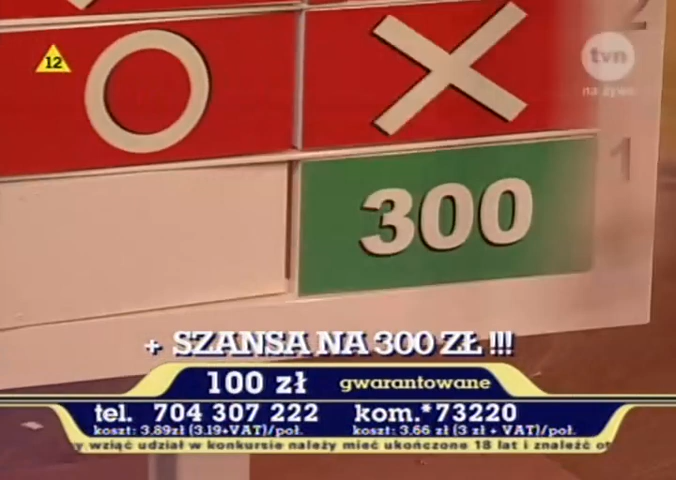 12
2
tvn
na żywo
1
300
+ SZANSA NA 300 ZŁ !!!
100 zł gwarantowane
tel. 704 307 222 kom.*73220
koszt: 3.89zł (3.19+VAT)/poł. koszt: 3.66 zł (3 zł + VAT)/poł.
y wziąć udział w konkursie należy mieć ukończone 18 lat i znaleźć o